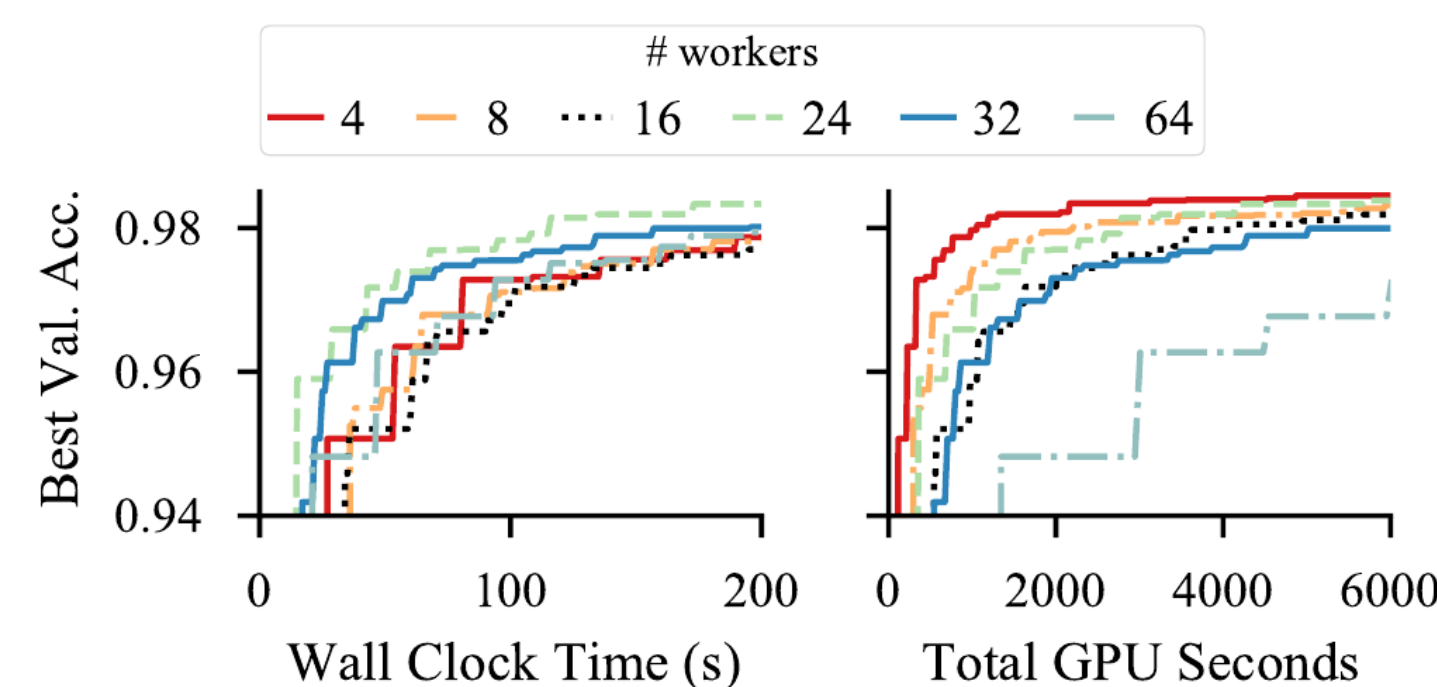 # workers
4 8 16 24 32 64
Best Val. Acc.
0.98
0.96
0.94
0 100 200
Wall Clock Time (s)
0 2000 4000 6000
Total GPU Seconds